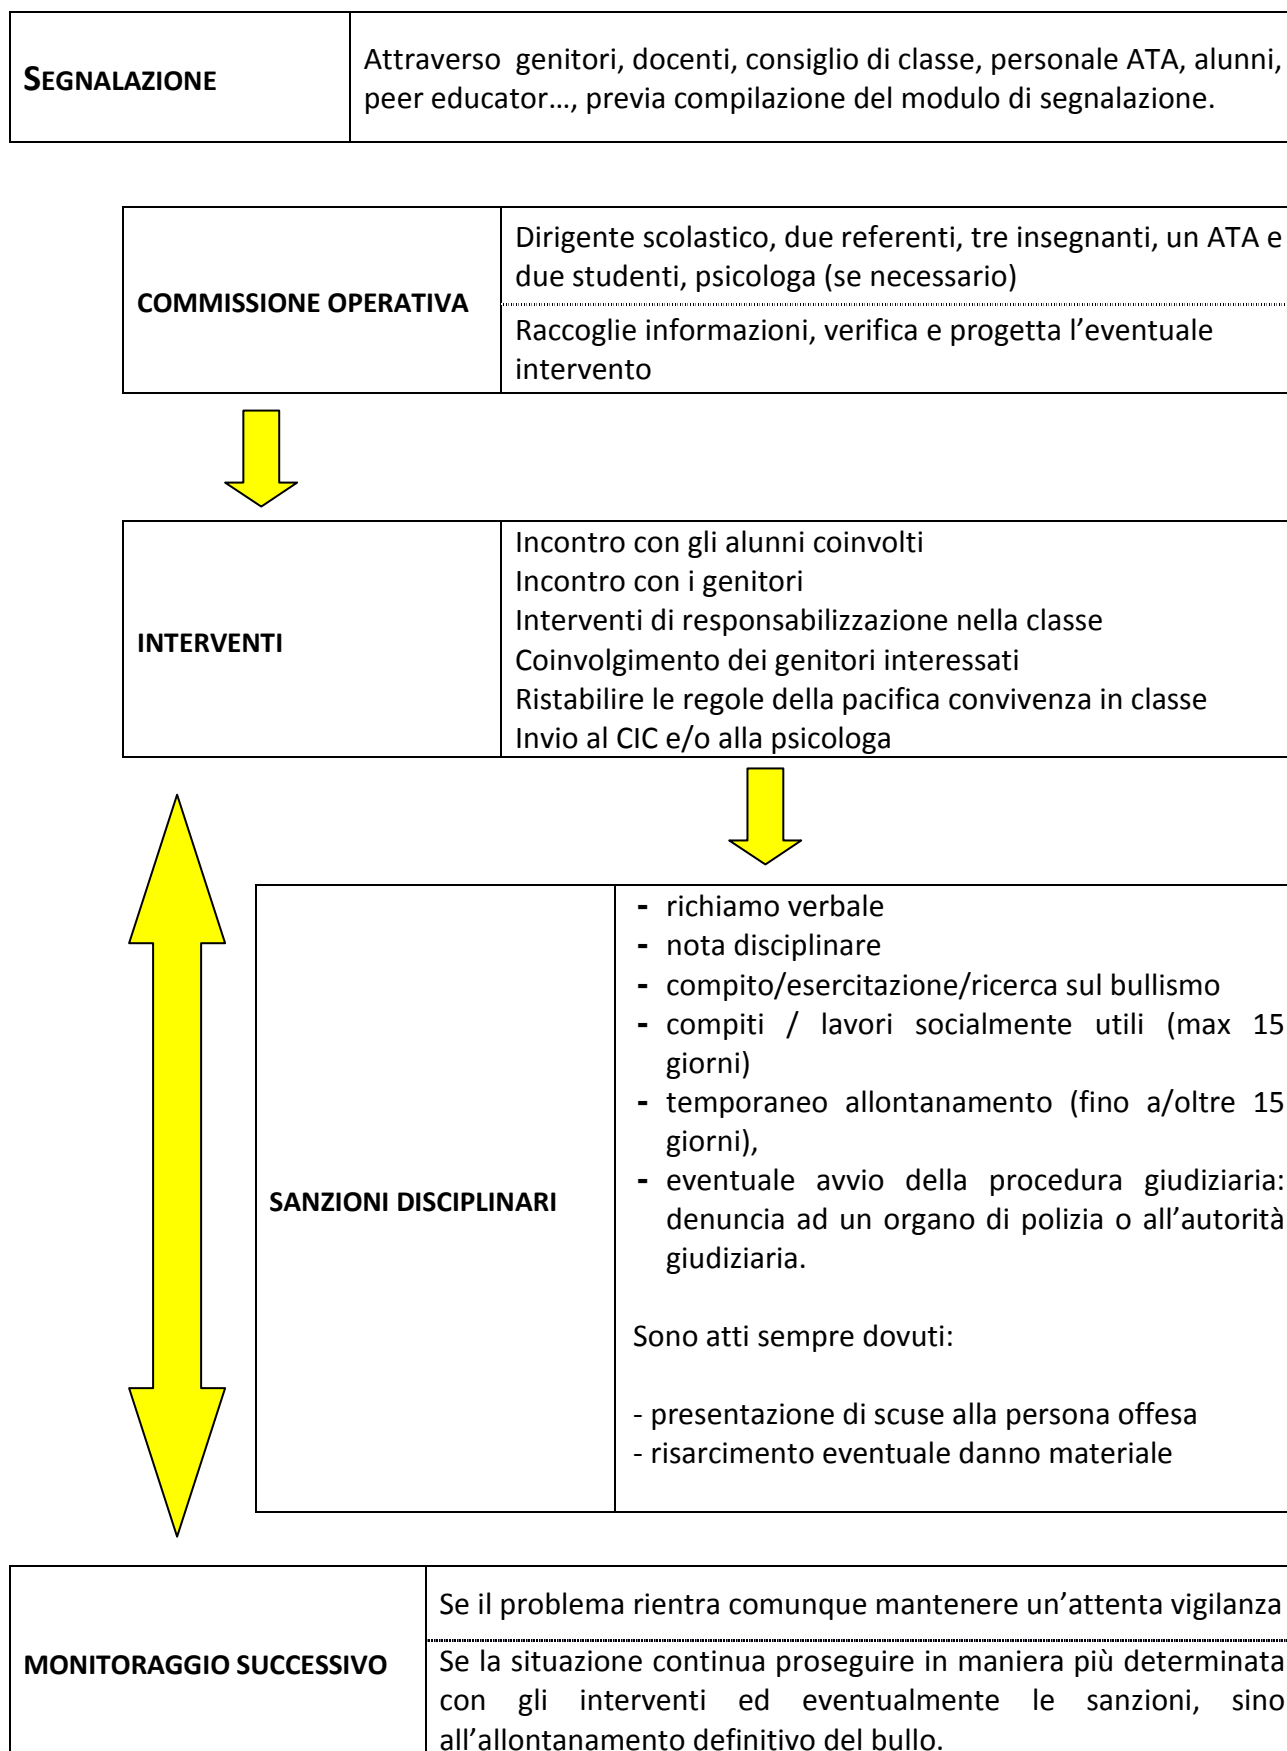 SEGNALAZIONE
Attraverso genitori, docenti, consiglio di classe, personale ATA, alunni,
peer educator…, previa compilazione del modulo di segnalazione.
COMMISSIONE OPERATIVA
Dirigente scolastico, due referenti, tre insegnanti, un ATA e
due studenti, psicologa (se necessario)
Raccoglie informazioni, verifica e progetta l’eventuale
intervento
INTERVENTI
Incontro con gli alunni coinvolti
Incontro con i genitori
Interventi di responsabilizzazione nella classe
Coinvolgimento dei genitori interessati
Ristabilire le regole della pacifica convivenza in classe
Invio al CIC e/o alla psicologa
SANZIONI DISCIPLINARI
- richiamo verbale
- nota disciplinare
- compito/esercitazione/ricerca sul bullismo
- compiti / lavori socialmente utili (max 15
giorni)
- temporaneo allontanamento (fino a/oltre 15
giorni),
- eventuale avvio della procedura giudiziaria:
denuncia ad un organo di polizia o all’autorità
giudiziaria.
Sono atti sempre dovuti:
- presentazione di scuse alla persona offesa
- risarcimento eventuale danno materiale
MONITORAGGIO SUCCESSIVO
Se il problema rientra comunque mantenere un’attenta vigilanza
Se la situazione continua proseguire in maniera più determinata
con gli interventi ed eventualmente le sanzioni, sino
all’allontanamento definitivo del bullo.